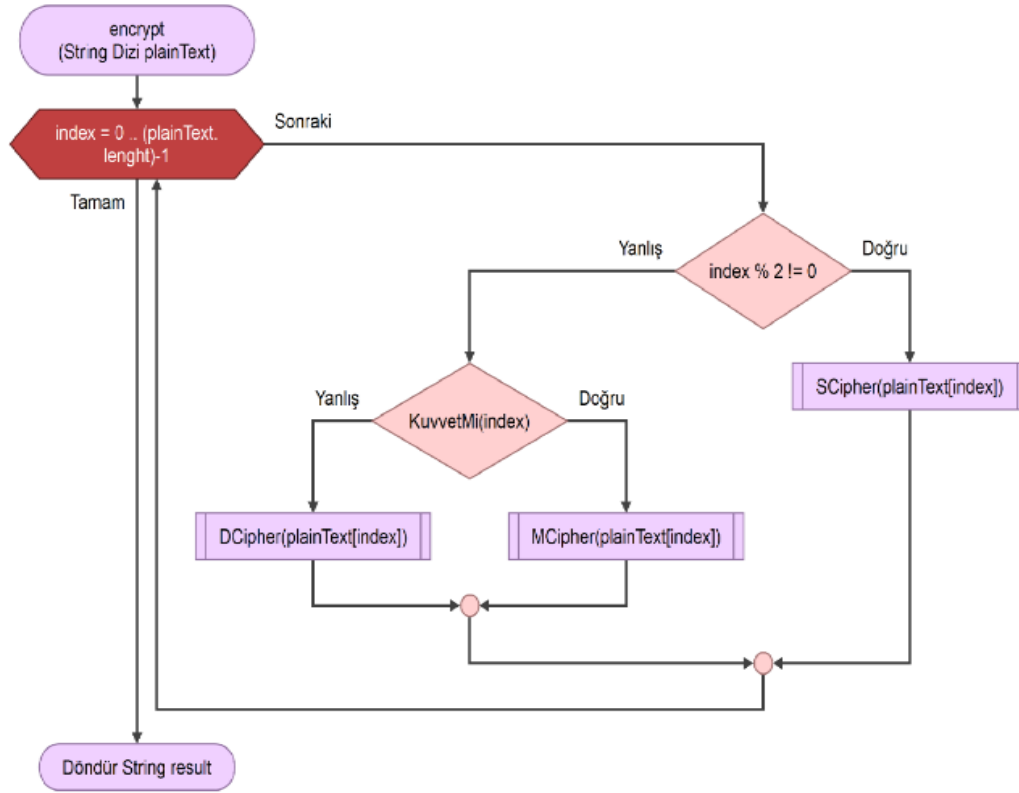 encrypt
(String Dizi plainText)
index = 0 .. (plainText.
lenght)-1
Sonraki
Tamam
Yanlış
index % 2 != 0
Doğru
SCipher(plainText[index])
Yanlış
KuvvetMi(index)
Doğru
DCipher(plainText[index])
MCipher(plainText[index])
Döndür String result